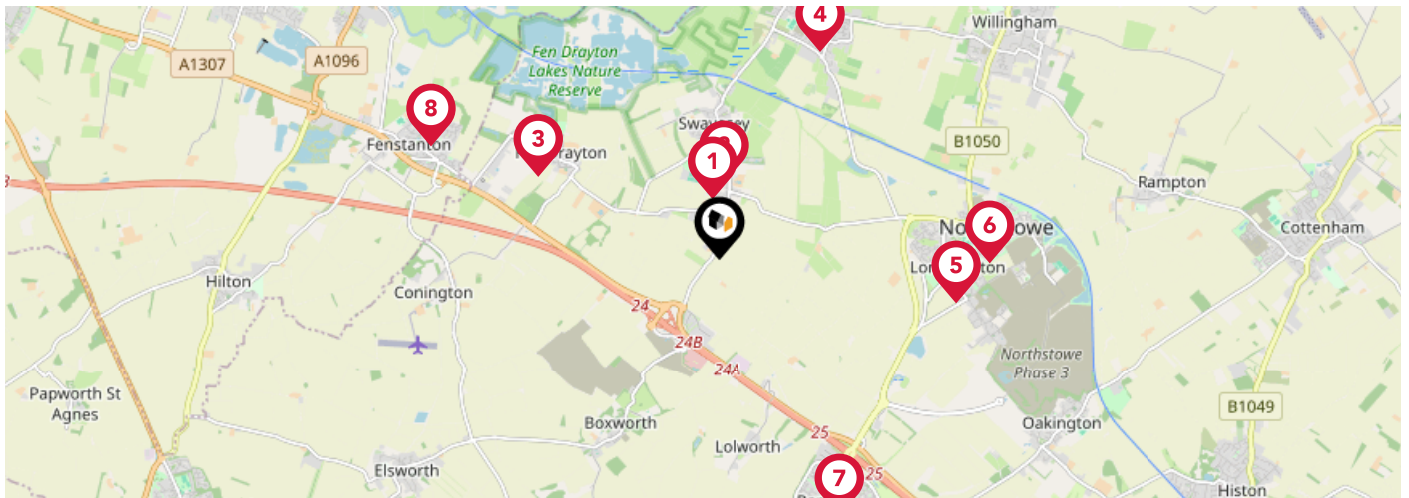 4
Willingham
A1307
A1096
Fen Drayton
Lakes Nature
Reserve
8
Fenstanton
3
rayton
Swavesey
1
B1050
Rampton
6
Cottenham
5
Hilton
Conington
24
24B
24A
Northstowe
Phase 3
Papworth St
Agnes
Boxworth
Lolworth
25
Oakington
B1049
Elsworth
7
25
Histon